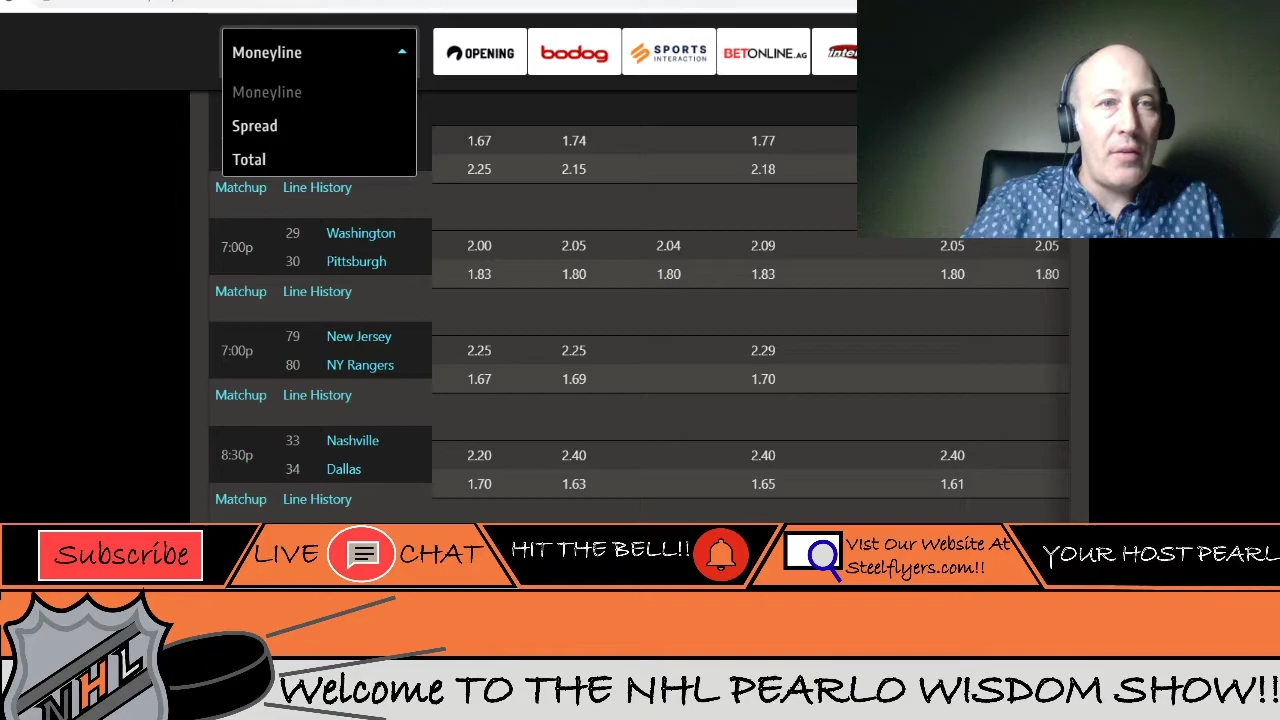 Moneyline
OPENING
bodog
SPORTS INTERACTION
BETONLINE.AG
Moneyline
Spread
Total
1.67 1.74 1.77
2.25 2.15 2.18
Matchup Line History
7:00p
29 Washington 2.00 2.05 2.04 2.09 2.05 2.05
30 Pittsburgh 1.83 1.80 1.80 1.83 1.80 1.80
Matchup Line History
7:00p
79 New Jersey 2.25 2.25 2.29
80 NY Rangers 1.67 1.69 1.70
Matchup Line History
8:30p
33 Nashville 2.20 2.40 2.40 2.40
34 Dallas 1.70 1.63 1.65 1.61
Matchup Line History
Subscribe
LIVE CHAT
HIT THE BELL!!
VIst Our Website At
Steelflyers.com!!
YOUR HOST PEARL
NHL
Welcome TO THE NHL PEARLO WISDOM SHOW!!